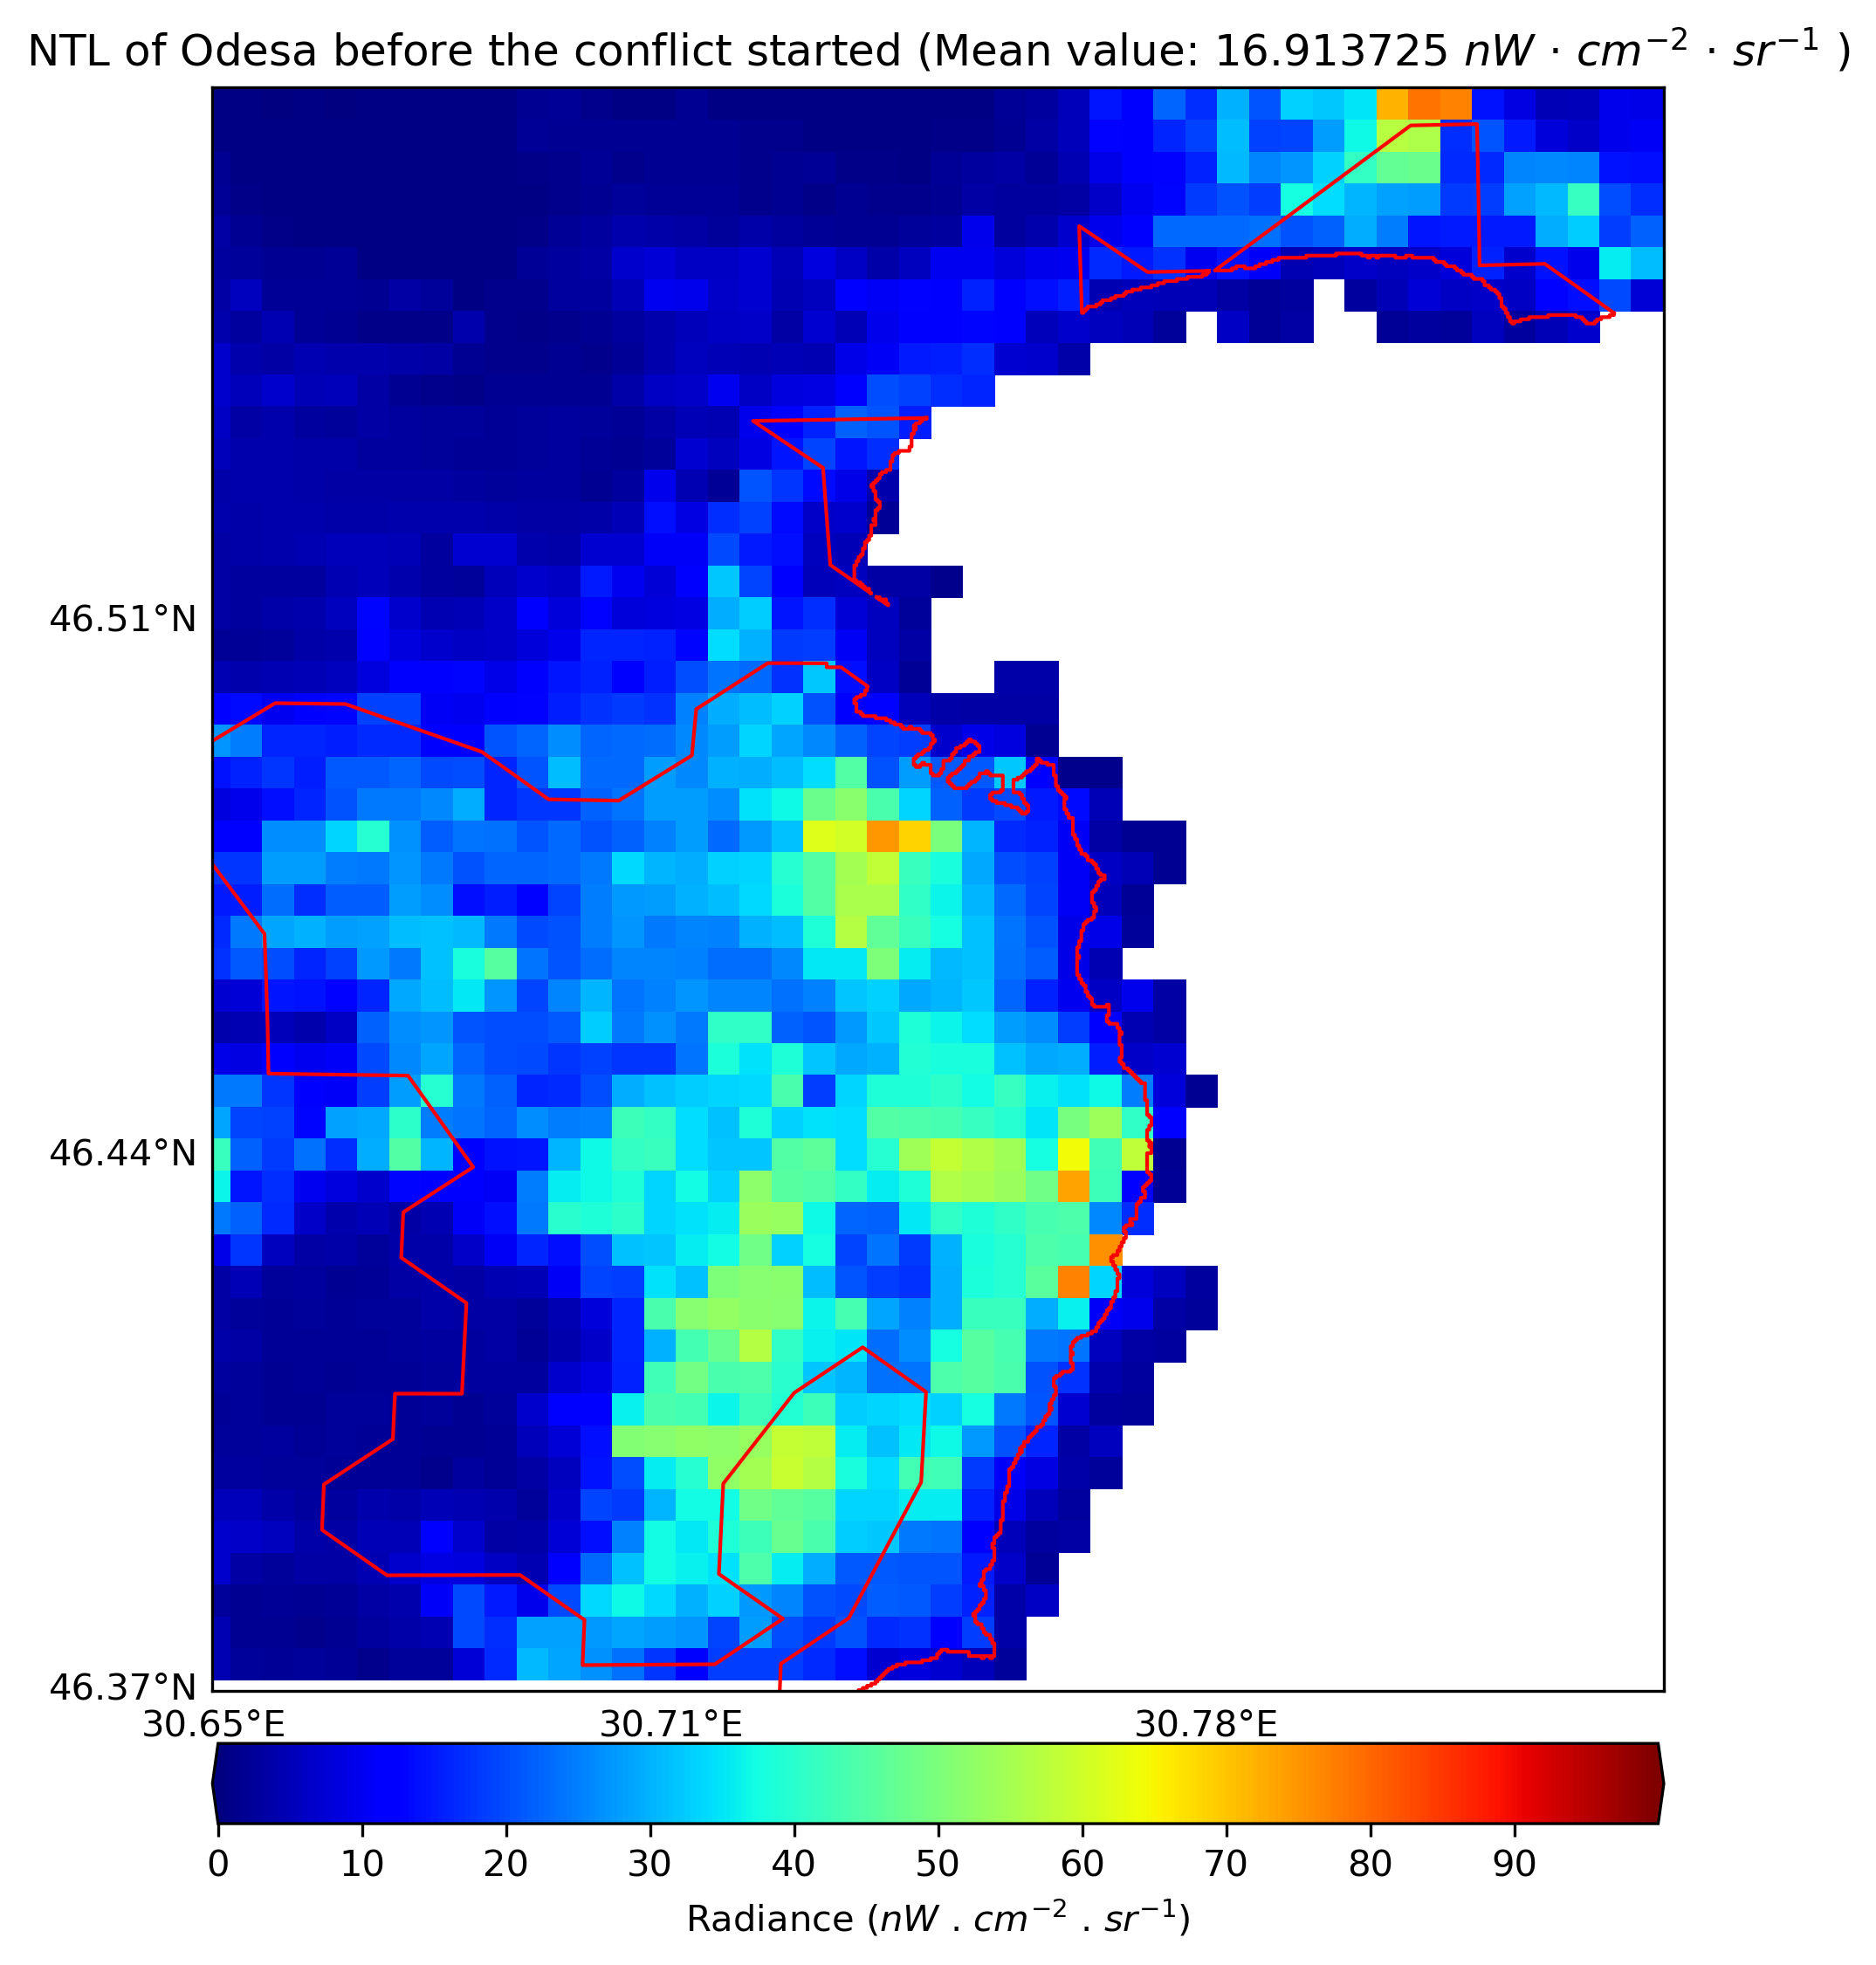 NTL of Odesa before the conflict started (Mean value: 16.913725 nW · cm⁻² · sr⁻¹ )
46.51°N
46.44°N
46.37°N
30.65°E 30.71°E 30.78°E
0 10 20 30 40 50 60 70 80 90
Radiance (nW . cm⁻² . sr⁻¹)